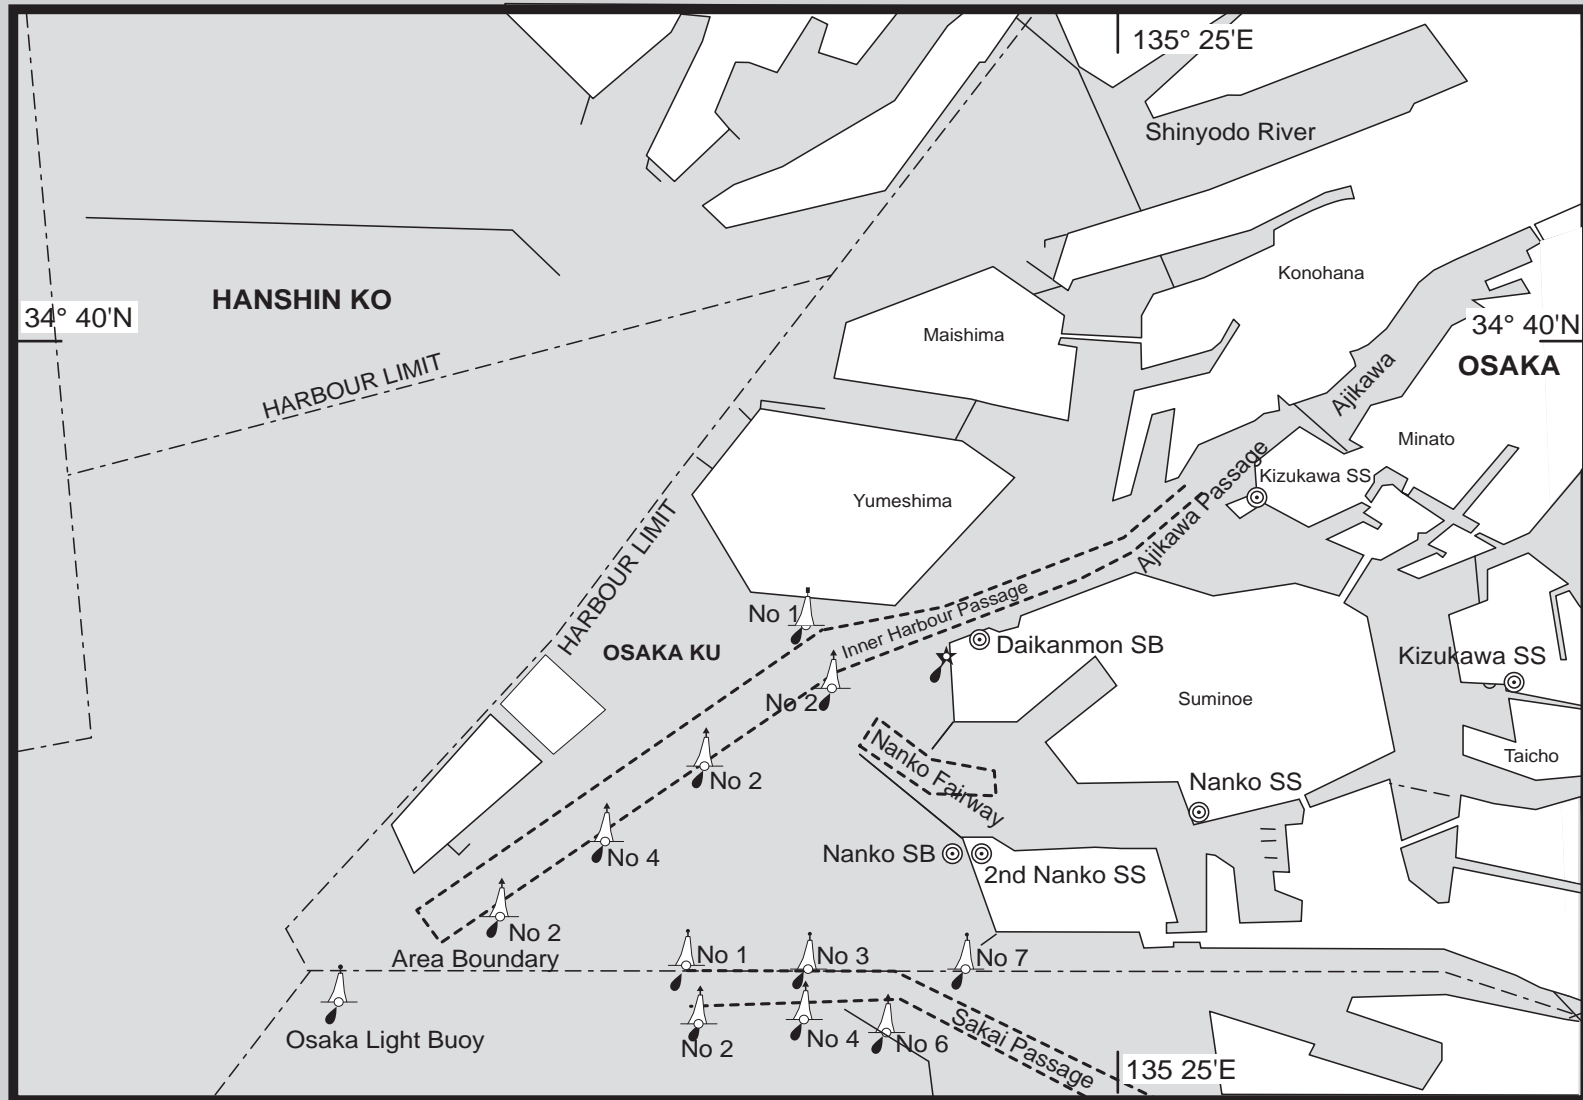 135° 25'E
Shinyodo River
Konohana
HANSHIN KO
34° 40'N
34° 40'N
Maishima
OSAKA
HARBOUR LIMIT
Ajikawa
Minato
Kizukawa SS
Yumeshima
Ajikawa Passage
HARBOUR LIMIT
No 1
Inner Harbour Passage
OSAKA KU
Daikanmon SB
Kizukawa SS
No 2
Suminoe
Nanko Fairway
Taicho
No 2
Nanko SS
No 4
Nanko SB
2nd Nanko SS
No 2
Area Boundary
No 1
No 3
No 7
Osaka Light Buoy
No 2
No 4
No 6
Sakai Passage
135 25'E